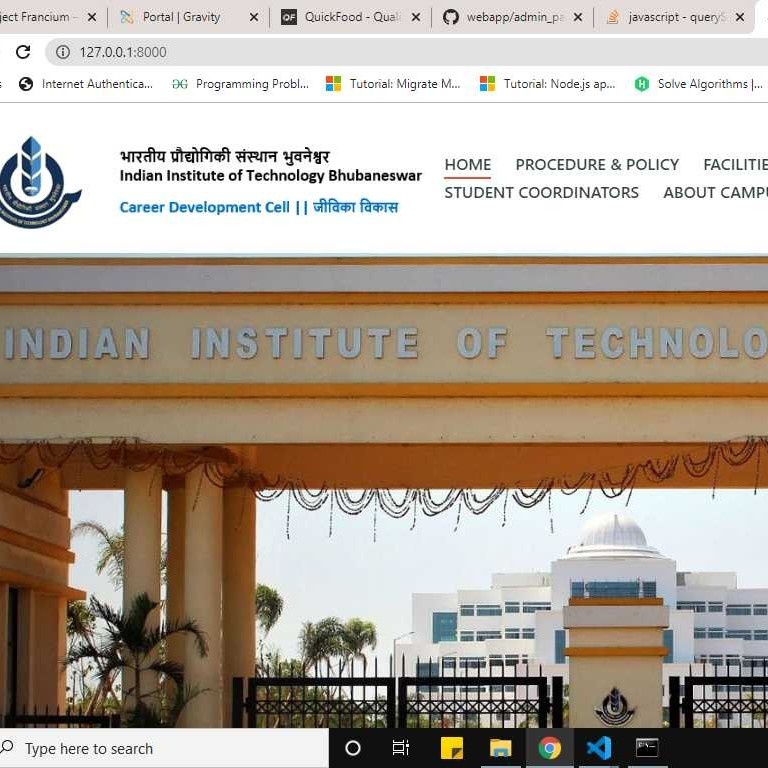 ject Francium -
Portal | Gravity
QF QuickFood - Quali
webapp/admin_pa
javascript - queryS
127.0.0.1:8000
s
Internet Authentica...
Programming Probl...
Tutorial: Migrate M...
Tutorial: Node.js ap...
Solve Algorithms |...
भारतीय प्रौद्योगिकी संस्थान भुवनेश्वर
Indian Institute of Technology Bhubaneswar
Career Development Cell || जीविका विकास
HOME PROCEDURE & POLICY FACILITIE
STUDENT COORDINATORS ABOUT CAMPU
INDIAN INSTITUTE OF TECHNOLO
Type here to search